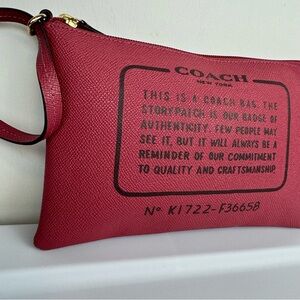 COACH
NEW YORK
THIS IS A COACH BAG. THE
STORYPATCH IS OUR BADGE OF
AUTHENTICITY. FEW PEOPLE MAY
SEE IT, BUT IT WILL ALWAYS BE A
REMINDER OF OUR COMMITMENT
TO QUALITY AND CRAFTSMANSHIP.
No K1722-F36658